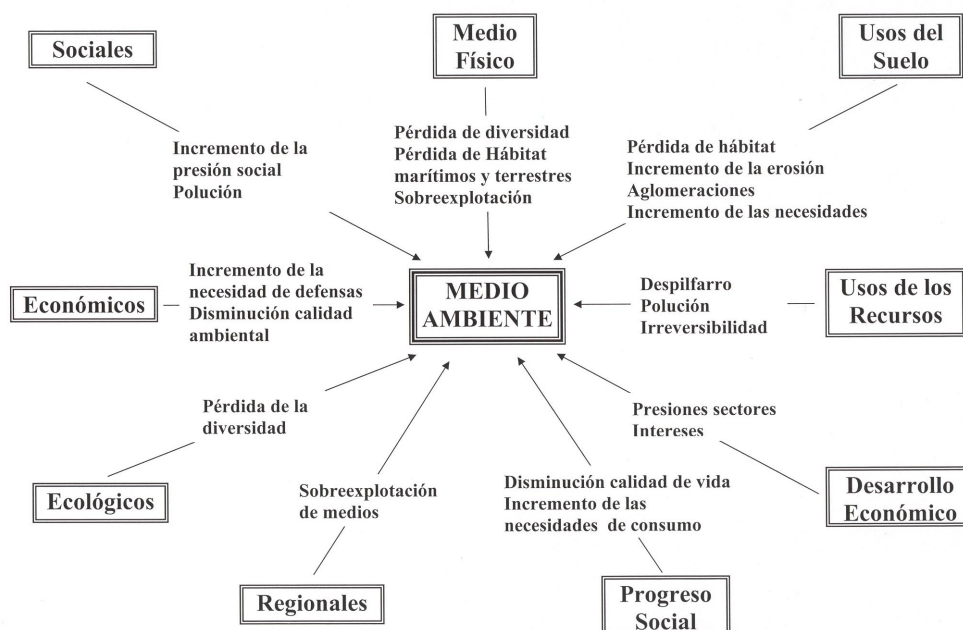 Sociales
Medio
Físico
Usos del
Suelo
Incremento de la
presión social
Polución
Pérdida de diversidad
Pérdida de Hábitat
marítimos y terrestres
Sobreexplotación
Pérdida de hábitat
Incremento de la erosión
Aglomeraciones
Incremento de las necesidades
Económicos
Incremento de la
necesidad de defensas
Disminución calidad
ambiental
MEDIO
AMBIENTE
Despilfarro
Polución
Irreversibilidad
Usos de los
Recursos
Pérdida de la
diversidad
Presiones sectores
Intereses
Ecológicos
Sobreexplotación
de medios
Disminución calidad de vida
Incremento de las
necesidades de consumo
Desarrollo
Económico
Regionales
Progreso
Social